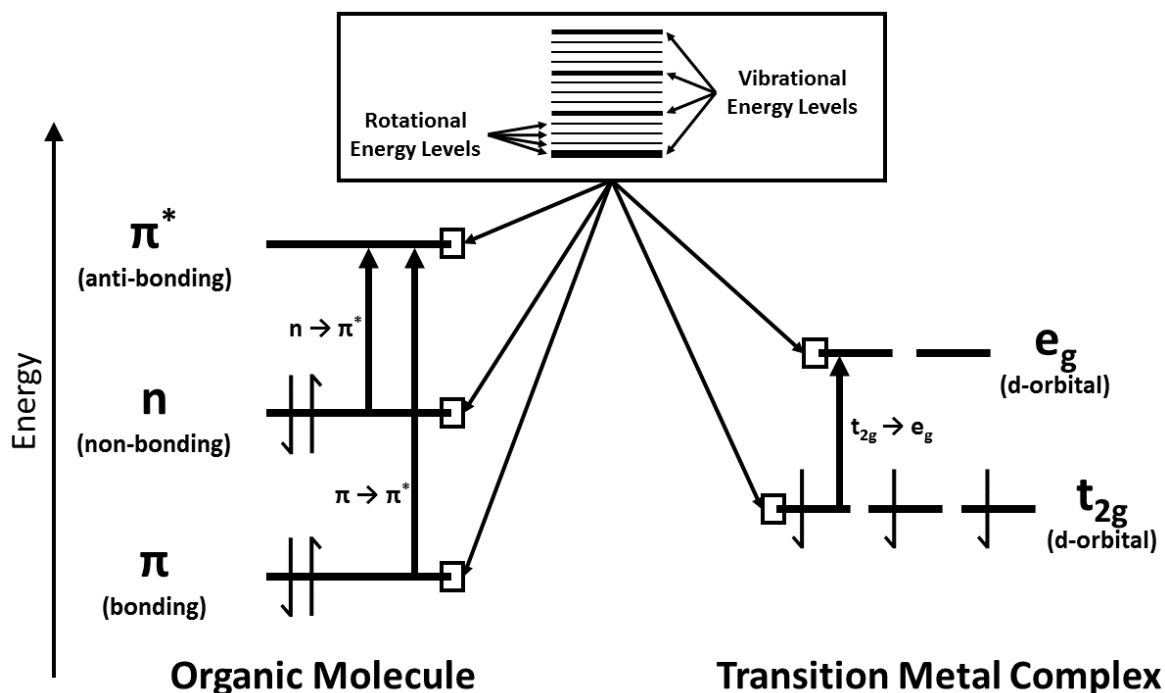 Rotational
Energy Levels
Vibrational
Energy Levels
Energy
π*
(anti-bonding)
n → π*
n
(non-bonding)
π → π*
π
(bonding)
eg
(d-orbital)
t2g → eg
t2g
(d-orbital)
Organic Molecule
Transition Metal Complex